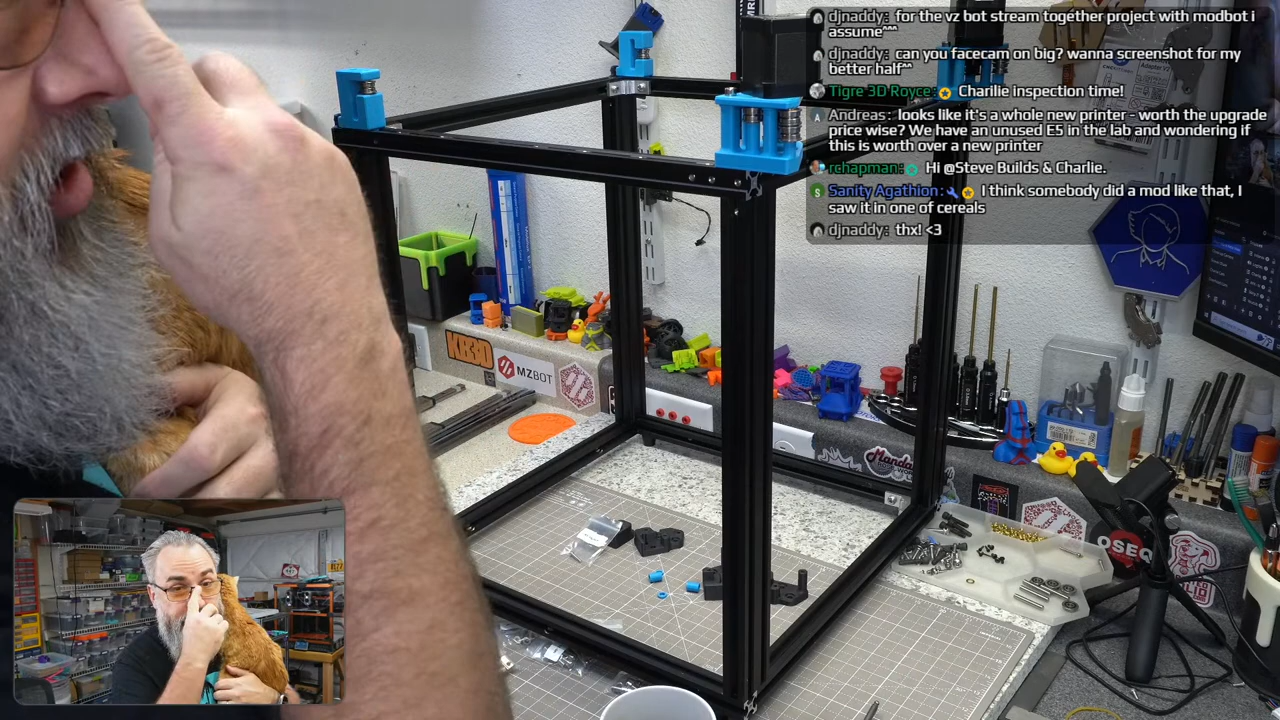 djnaddy: for the vz bot stream together project with modbot i
assume^^^
djnaddy: can you facecam on big? wanna screenshot for my
better half^^
Tigre 3D Royce: Charilie inspection time!
Andreas: looks like it's a whole new printer - worth the upgrade
price wise? We have an unused E5 in the lab and wondering if
this is worth over a new printer
rchapman: Hi @Steve Builds & Charlie.
Sanity Agathion: I think somebody did a mod like that, I
saw it in one of cereals
djnaddy: thx! <3
KB3D
MZBOT
OSEQ